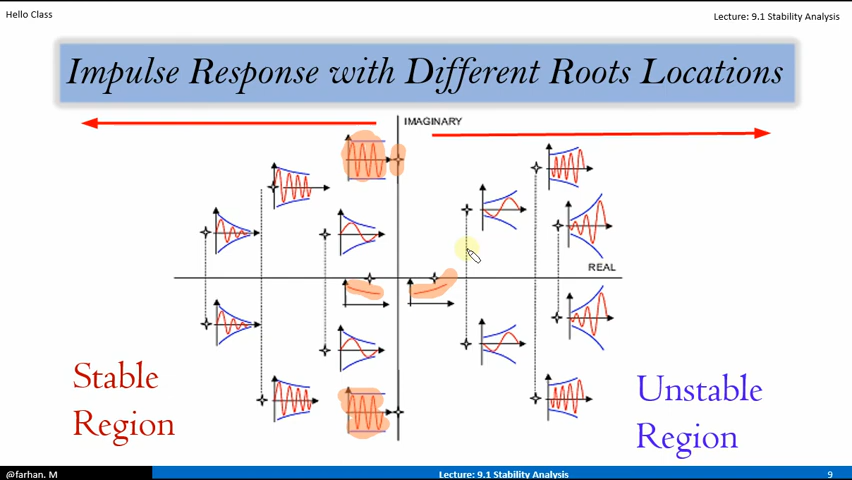 Hello Class
Lecture: 9.1 Stability Analysis
Impulse Response with Different Roots Locations
IMAGINARY
REAL
Stable
Region
Unstable
Region
@farhan. M
Lecture: 9.1 Stability Analysis
9